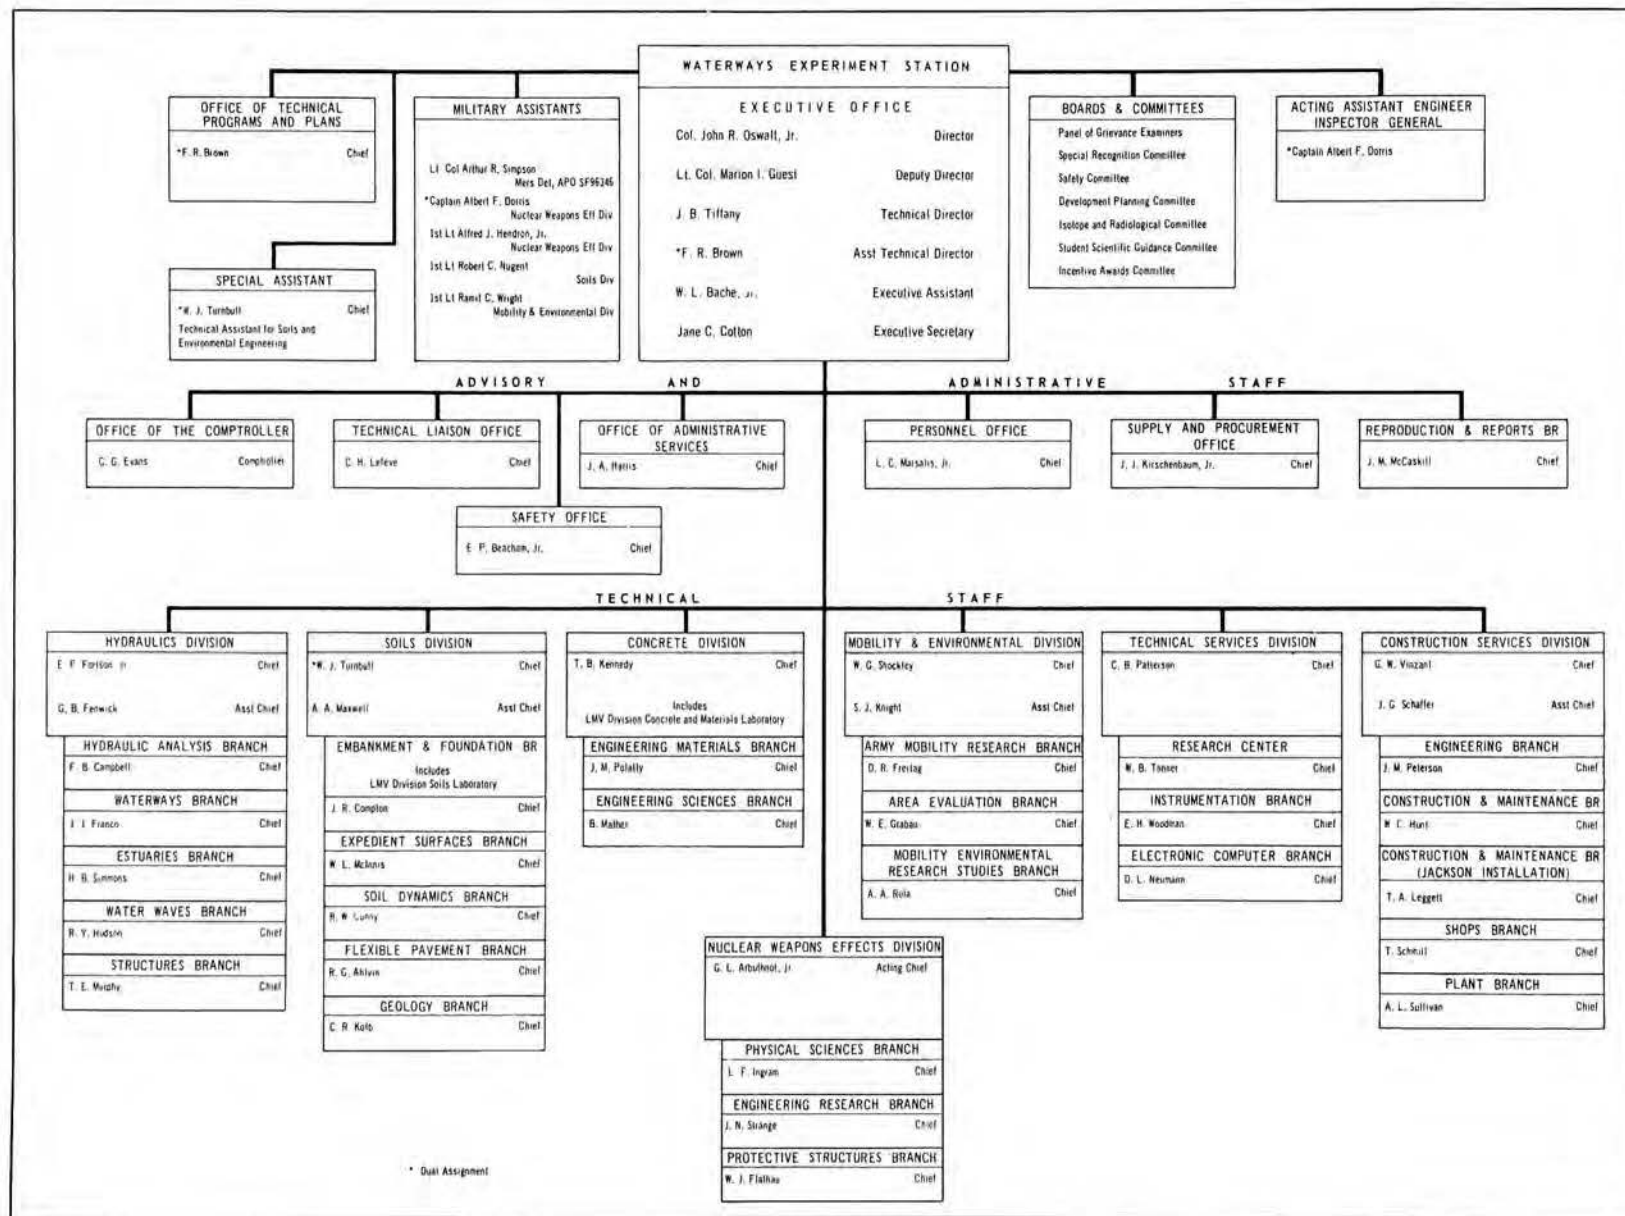 WATERWAYS EXPERIMENT STATION
EXECUTIVE OFFICE
Col. John R. Oswalt, Jr. Director
Lt. Col. Marion I. Guest Deputy Director
J. B. Tiffany Technical Director
*F. R. Brown Asst Technical Director
W. L. Bache, Jr. Executive Assistant
Jane C. Cotton Executive Secretary
OFFICE OF TECHNICAL
PROGRAMS AND PLANS
*F. R. Brown Chief
SPECIAL ASSISTANT
*W. J. Turnbull Chief
Technical Assistant for Soils and
Environmental Engineering
MILITARY ASSISTANTS
Lt Col Arthur R. Simpson
Mers Det, APO SF96346
*Captain Albert F. Dorris
Nuclear Weapons Eff Div
1st Lt Alfred J. Hendron, Jr.
Nuclear Weapons Eff Div
1st Lt Robert C. Nugent
Soils Div
1st Lt Ramil C. Wright
Mobility & Environmental Div
BOARDS & COMMITTEES
Panel of Grievance Examiners
Special Recognition Committee
Safety Committee
Development Planning Committee
Isotope and Radiological Committee
Student Scientific Guidance Committee
Incentive Awards Committee
ACTING ASSISTANT ENGINEER
INSPECTOR GENERAL
*Captain Albert F. Dorris
ADVISORY AND ADMINISTRATIVE STAFF
OFFICE OF THE COMPTROLLER
G. G. Evans Comptroller
TECHNICAL LIAISON OFFICE
C. H. Lefeve Chief
OFFICE OF ADMINISTRATIVE
SERVICES
J. A. Harris Chief
PERSONNEL OFFICE
L. C. Marsalis, Jr. Chief
SUPPLY AND PROCUREMENT
OFFICE
J. J. Kirschenbaum, Jr. Chief
REPRODUCTION & REPORTS BR
J. M. McCaskill Chief
SAFETY OFFICE
E. P. Beacham, Jr. Chief
TECHNICAL STAFF
HYDRAULICS DIVISION
E. P. Fortson Jr Chief
G. B. Fenwick Asst Chief
HYDRAULIC ANALYSIS BRANCH
F. B. Campbell Chief
WATERWAYS BRANCH
J. J. Franco Chief
ESTUARIES BRANCH
H. B. Simmons Chief
WATER WAVES BRANCH
R. Y. Hudson Chief
STRUCTURES BRANCH
T. E. Murphy Chief
SOILS DIVISION
*W. J. Turnbull Chief
A. A. Maxwell Asst Chief
EMBANKMENT & FOUNDATION BR
Includes
LMV Division Soils Laboratory
J. R. Compton Chief
EXPEDIENT SURFACES BRANCH
W. L. McInnis Chief
SOIL DYNAMICS BRANCH
R. W. Cunny Chief
FLEXIBLE PAVEMENT BRANCH
R. G. Ahlvin Chief
GEOLOGY BRANCH
C. R. Kolb Chief
CONCRETE DIVISION
T. B. Kennedy Chief
Includes
LMV Division Concrete and Materials Laboratory
ENGINEERING MATERIALS BRANCH
J. M. Polatty Chief
ENGINEERING SCIENCES BRANCH
B. Mather Chief
MOBILITY & ENVIRONMENTAL DIVISION
W. G. Shockley Chief
S. J. Knight Asst Chief
ARMY MOBILITY RESEARCH BRANCH
D. R. Freitag Chief
AREA EVALUATION BRANCH
W. E. Grabau Chief
MOBILITY ENVIRONMENTAL
RESEARCH STUDIES BRANCH
A. A. Rula Chief
TECHNICAL SERVICES DIVISION
C. B. Patterson Chief
RESEARCH CENTER
W. B. Tanner Chief
INSTRUMENTATION BRANCH
E. H. Woodman Chief
ELECTRONIC COMPUTER BRANCH
D. L. Neumann Chief
CONSTRUCTION SERVICES DIVISION
G. W. Vinzant Chief
J. G. Schaffer Asst Chief
ENGINEERING BRANCH
J. M. Peterson Chief
CONSTRUCTION & MAINTENANCE BR
W. C. Hunt Chief
CONSTRUCTION & MAINTENANCE BR
(JACKSON INSTALLATION)
T. A. Leggett Chief
SHOPS BRANCH
T. Chief
PLANT BRANCH
A. L. Sullivan Chief
NUCLEAR WEAPONS EFFECTS DIVISION
G. L. Arbuthnot, Jr. Acting Chief
PHYSICAL SCIENCES BRANCH
L. F. Ingram Chief
ENGINEERING RESEARCH BRANCH
J. N. Strange Chief
PROTECTIVE STRUCTURES BRANCH
W. J. Flathau Chief
* Dual Assignment